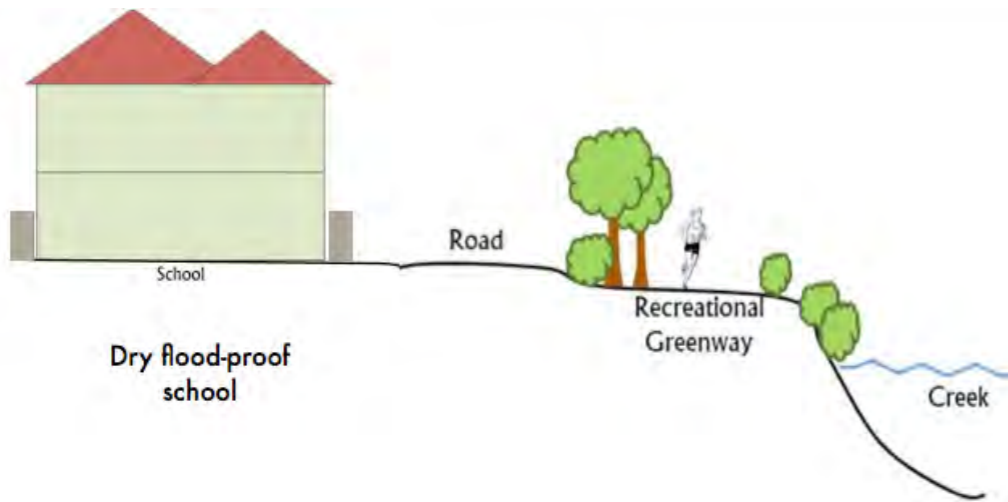 Road
School
Recreational
Greenway
Dry flood-proof
school
Creek